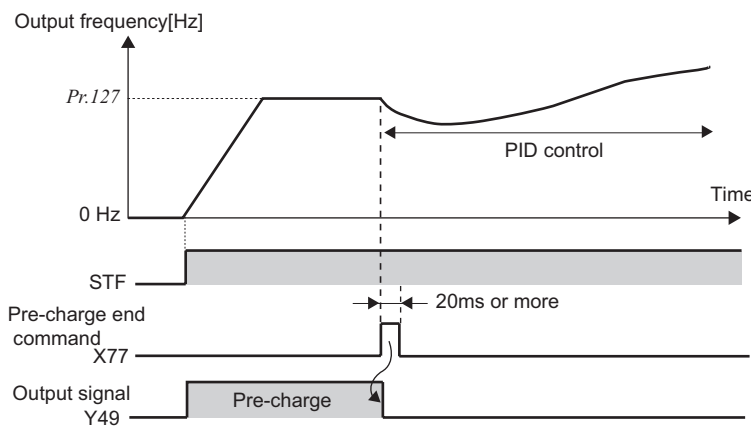 Output frequency[Hz]
Pr.127
PID control
Time
0 Hz
STF
20ms or more
Pre-charge end
command
X77
Output signal
Pre-charge
Y49